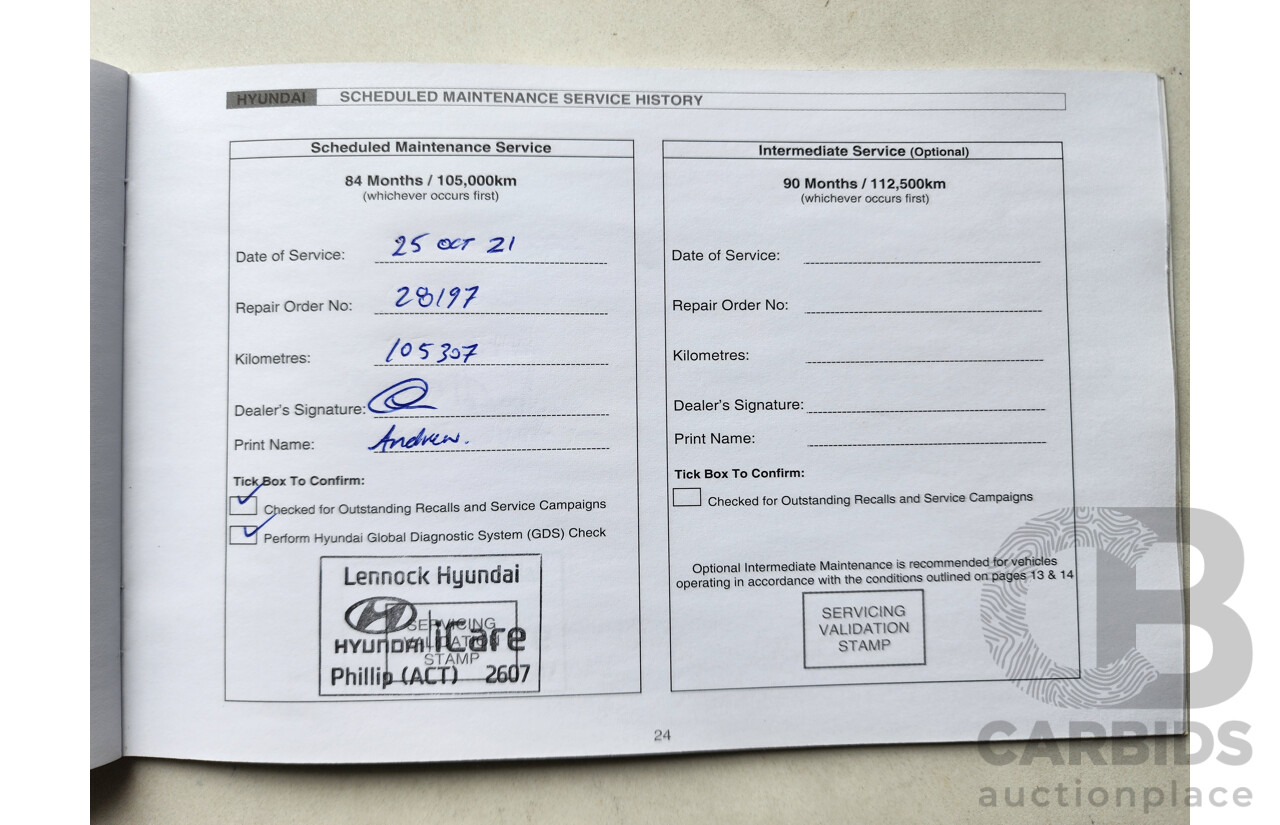 HYUNDAI SCHEDULED MAINTENANCE SERVICE HISTORY
Scheduled Maintenance Service
84 Months / 105,000km
(whichever occurs first)
Date of Service: 25 OCT 21
Repair Order No: 28197
Kilometres: 105307
Dealer's Signature:
Print Name: Andrew.
Tick Box To Confirm:
Checked for Outstanding Recalls and Service Campaigns
Perform Hyundai Global Diagnostic System (GDS) Check
Lennock Hyundai
HYUNDAI iCare
Phillip (ACT) 2607
SERVICING
VALIDATION
STAMP
Intermediate Service (Optional)
90 Months / 112,500km
(whichever occurs first)
Date of Service:
Repair Order No:
Kilometres:
Dealer's Signature:
Print Name:
Tick Box To Confirm:
Checked for Outstanding Recalls and Service Campaigns
Optional Intermediate Maintenance is recommended for vehicles
operating in accordance with the conditions outlined on pages 13 & 14
SERVICING
VALIDATION
STAMP
24
CB
CARBIDS
auctionplace